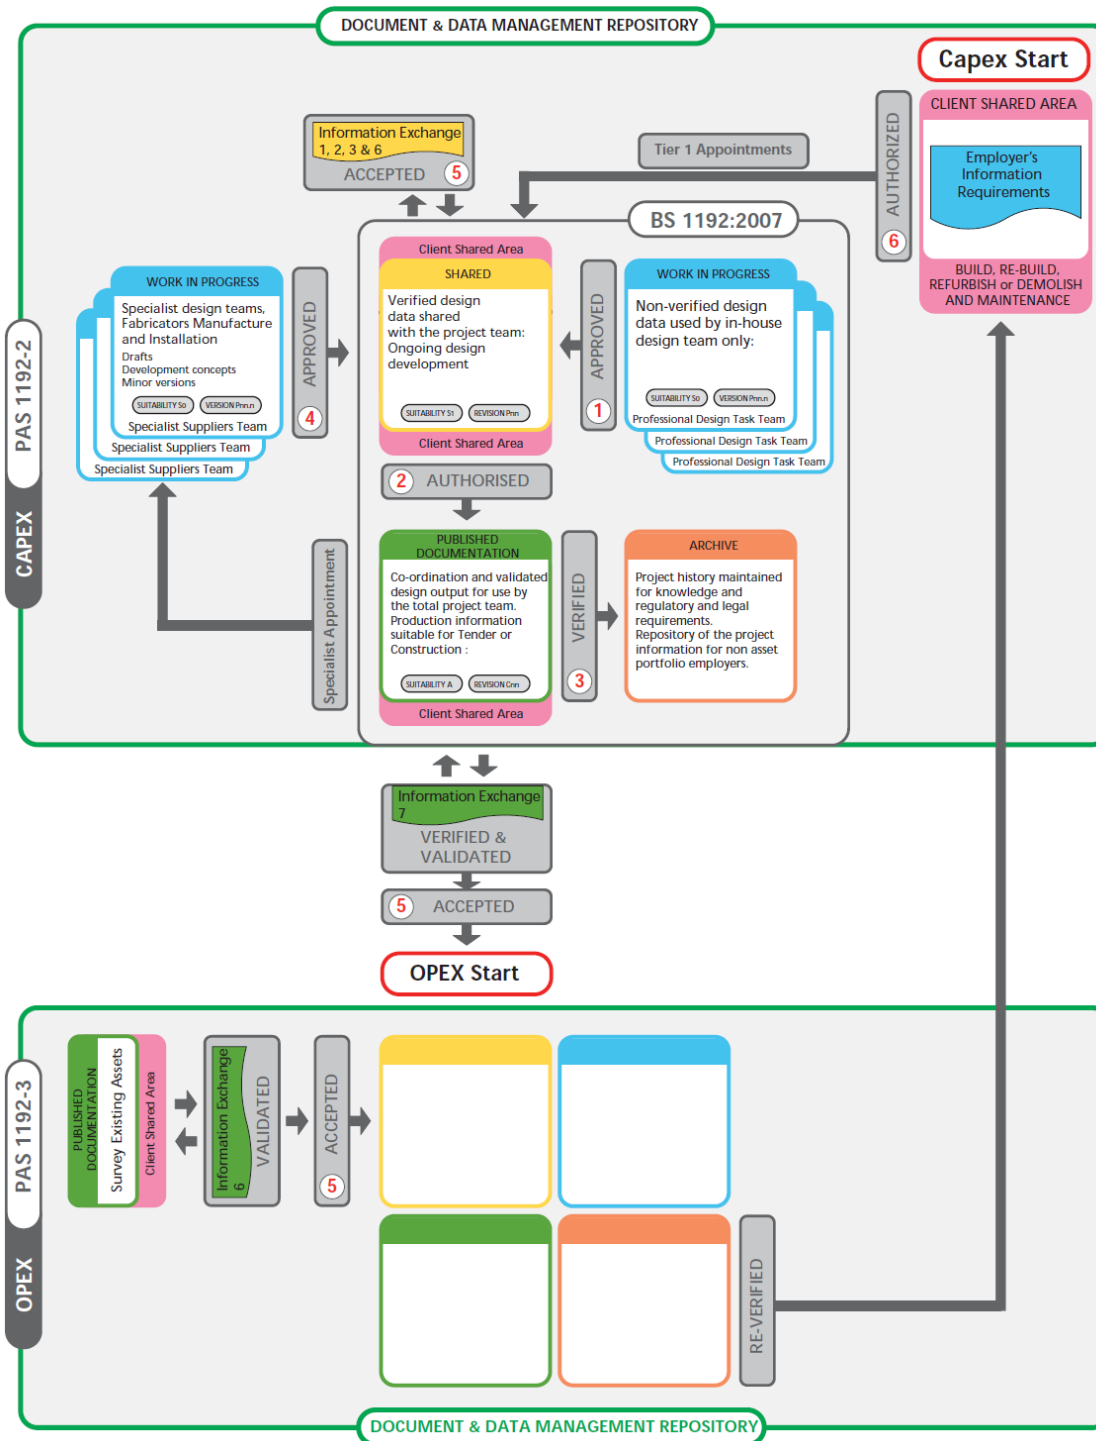 DOCUMENT & DATA MANAGEMENT REPOSITORY
Capex Start
CLIENT SHARED AREA
Employer's
Information
Requirements
BUILD, RE-BUILD,
REFURBISH or DEMOLISH
AND MAINTENANCE
AUTHORIZED
6
Tier 1 Appointments
Information Exchange
1, 2, 3 & 6
ACCEPTED
5
BS 1192:2007
WORK IN PROGRESS
Specialist design teams,
Fabricators Manufacture
and Installation
Drafts
Development concepts
Minor versions
SUITABILITY S0
VERSION Pnn.n
Specialist Suppliers Team
Specialist Suppliers Team
Specialist Suppliers Team
APPROVED
4
Client Shared Area
SHARED
Verified design
data shared
with the project team:
Ongoing design
development
SUITABILITY S1
REVISION Pnn
Client Shared Area
APPROVED
1
WORK IN PROGRESS
Non-verified design
data used by in-house
design team only:
SUITABILITY S0
VERSION Pnn.n
Professional Design Task Team
Professional Design Task Team
Professional Design Task Team
2
AUTHORISED
PAS 1192-2
CAPEX
Specialist Appointment
PUBLISHED
DOCUMENTATION
Co-ordination and validated
design output for use by
the total project team.
Production information
suitable for Tender or
Construction :
SUITABILITY A
REVISION Cnn
Client Shared Area
VERIFIED
3
ARCHIVE
Project history maintained
for knowledge and
regulatory and legal
requirements.
Repository of the project
information for non asset
portfolio employers.
Information Exchange
7
VERIFIED &
VALIDATED
5
ACCEPTED
OPEX Start
PAS 1192-3
OPEX
PUBLISHED
DOCUMENTATION
Survey Existing Assets
Client Shared Area
Information Exchange
6
VALIDATED
ACCEPTED
5
RE-VERIFIED
DOCUMENT & DATA MANAGEMENT REPOSITORY